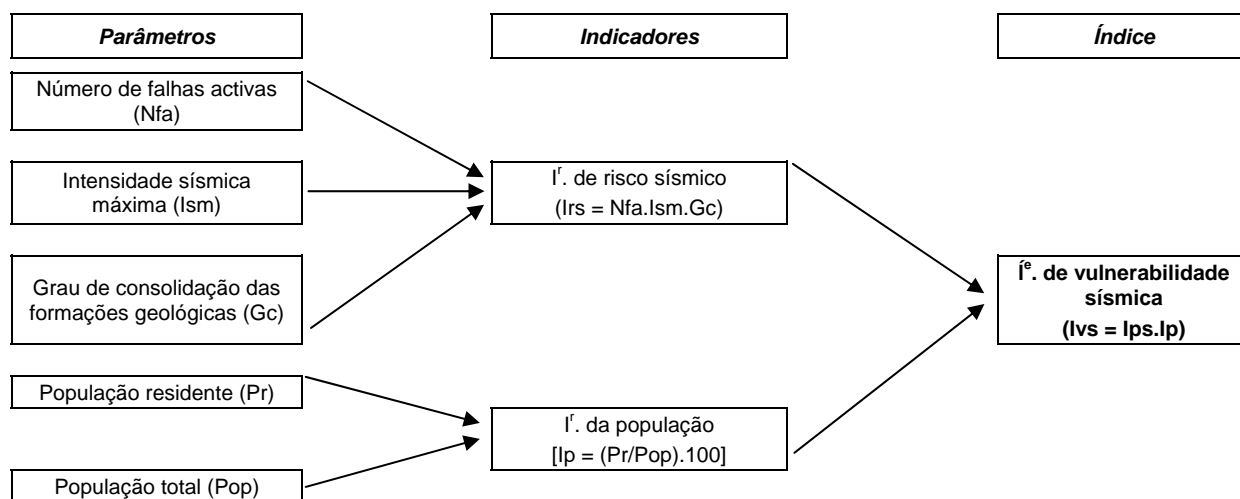 Parâmetros
Indicadores
Índice
Número de falhas activas
(Nfa)
Intensidade sísmica
máxima (Ism)
Grau de consolidação das
formações geológicas (Gc)
População residente (Pr)
População total (Pop)
Iʳ. de risco sísmico
(Irs = Nfa.Ism.Gc)
Iʳ. da população
[Ip = (Pr/Pop).100]
Íᵉ. de vulnerabilidade
sísmica
(Ivs = Ips.Ip)